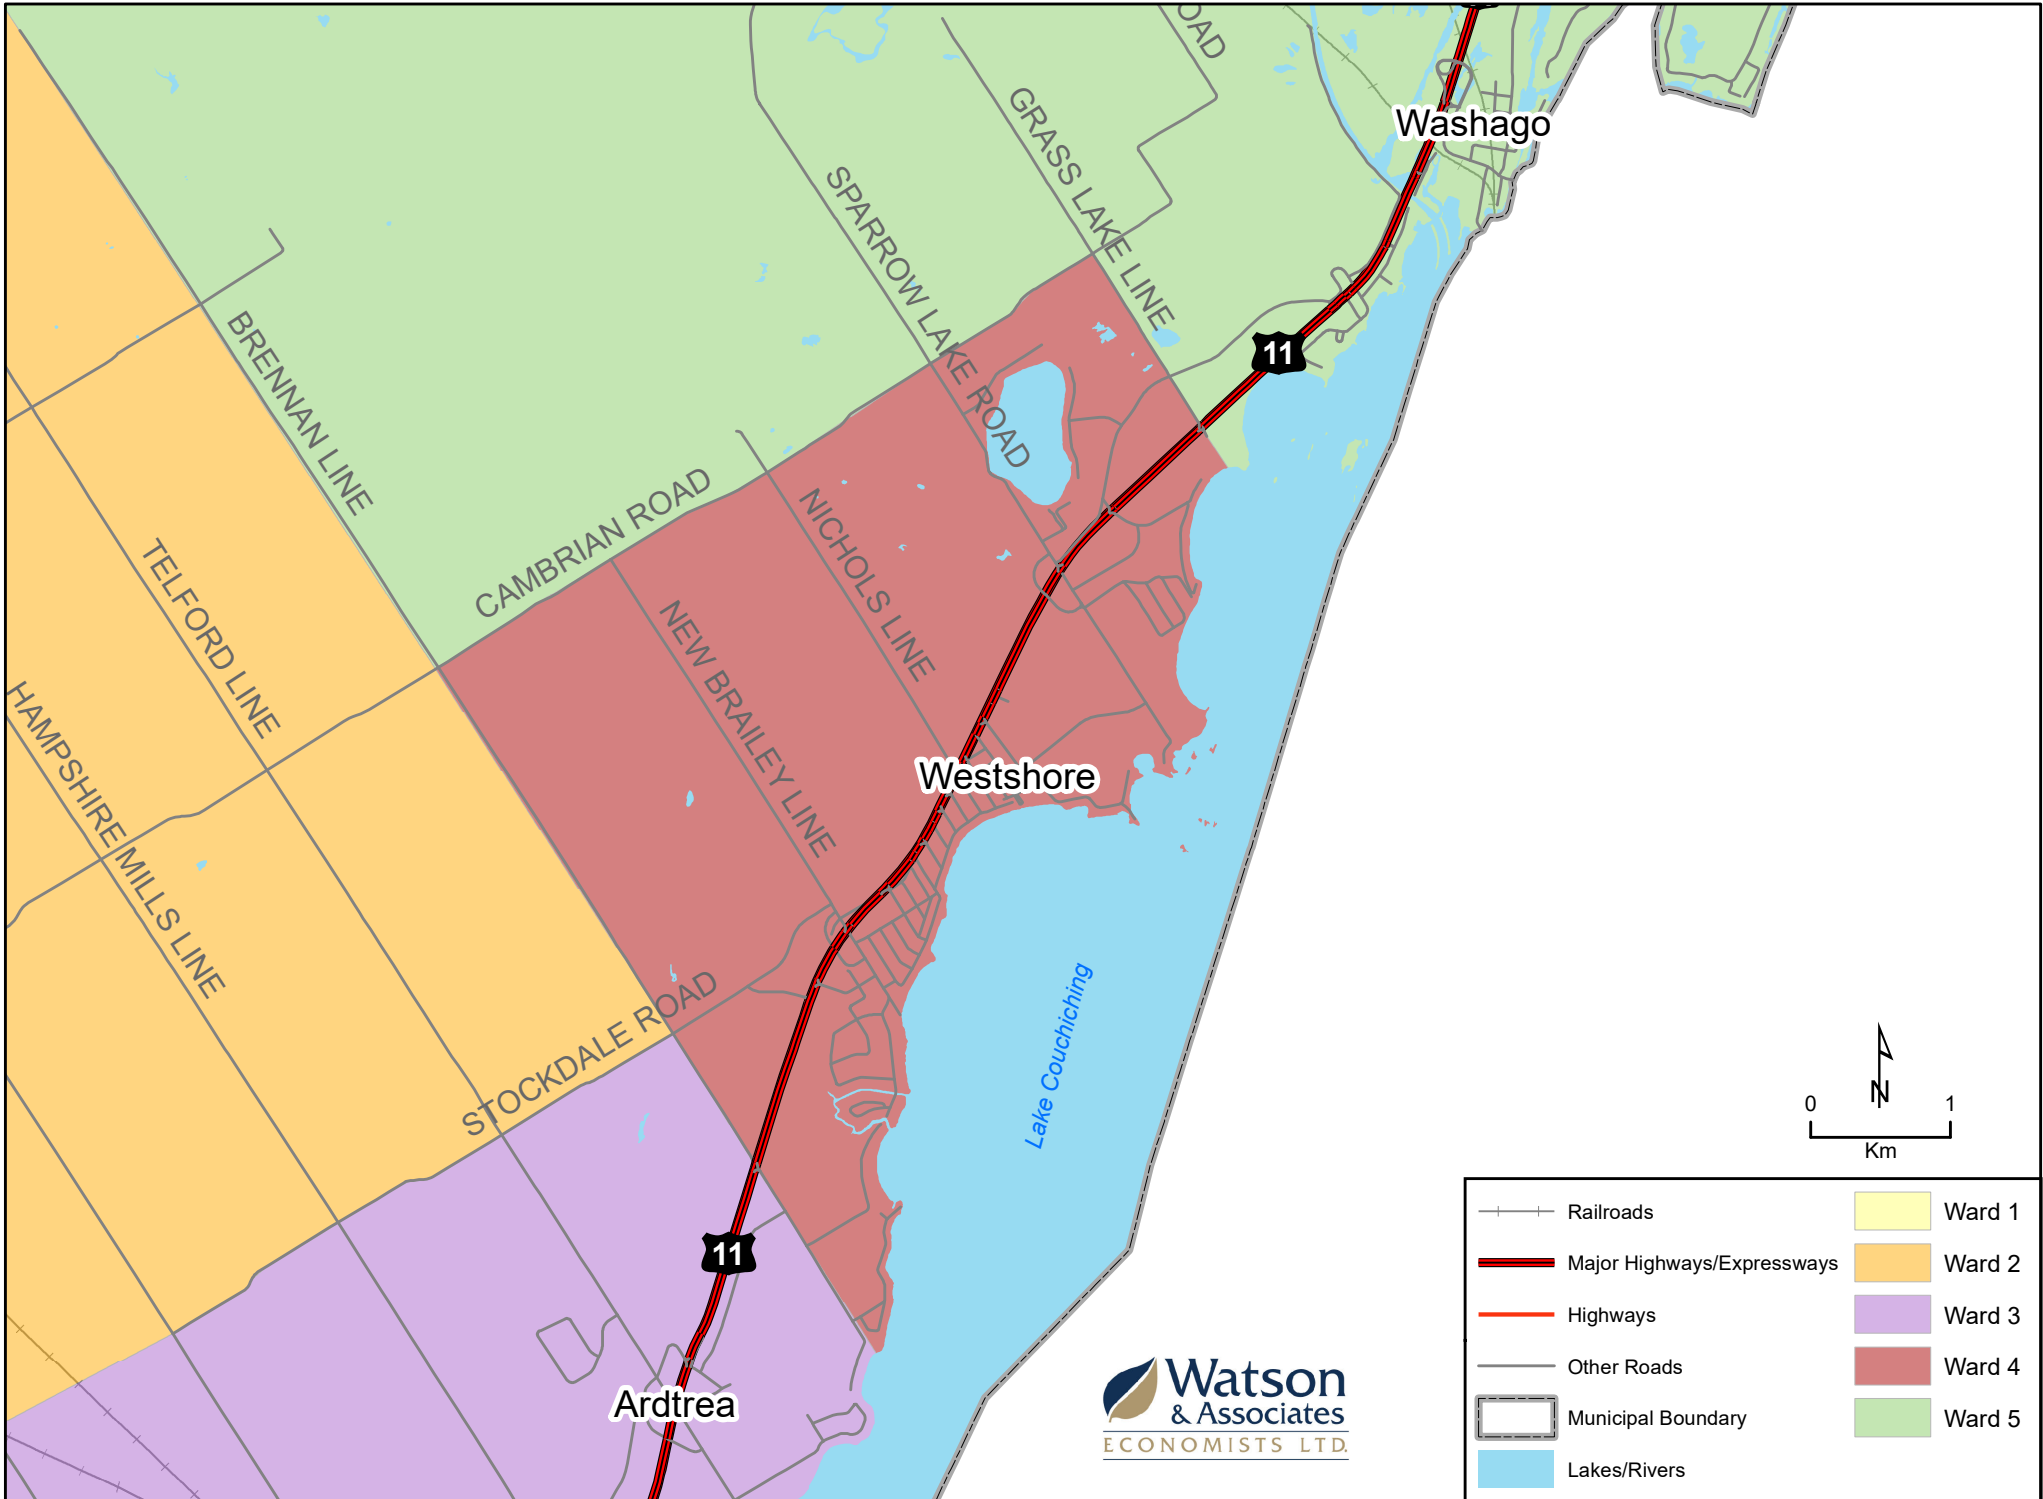 OAD
Washago
GRASS LAKE LINE
SPARROW LAKE ROAD
11
BRENNAN LINE
CAMBRIAN ROAD
NICHOLS LINE
TELFORD LINE
NEW BRAILEY LINE
HAMPSHIRE MILLS LINE
Westshore
STOCKDALE ROAD
Lake Couchiching
N
0 1
Km
11
Ardtrea
Watson
& Associates
ECONOMISTS LTD.
Railroads
Major Highways/Expressways
Highways
Other Roads
Municipal Boundary
Lakes/Rivers
Ward 1
Ward 2
Ward 3
Ward 4
Ward 5